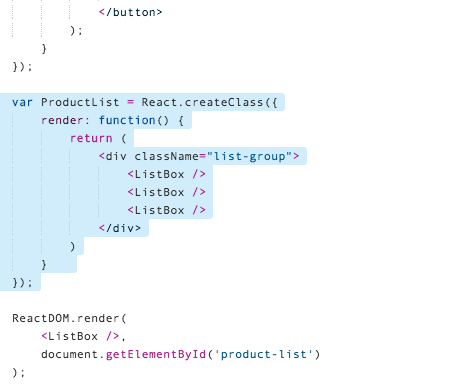 </button>
);
}
});
var ProductList = React.createClass({
render: function() {
return (
<div className="list-group">
<ListBox />
<ListBox />
<ListBox />
</div>
)
}
});
ReactDOM.render(
<ListBox />,
document.getElementById('product-list')
);